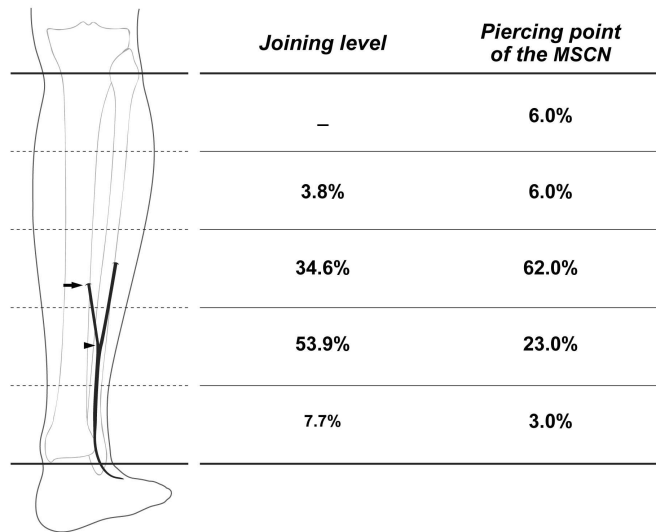 Joining level
Piercing point
of the MSCN
– 6.0%
3.8% 6.0%
34.6% 62.0%
53.9% 23.0%
7.7% 3.0%